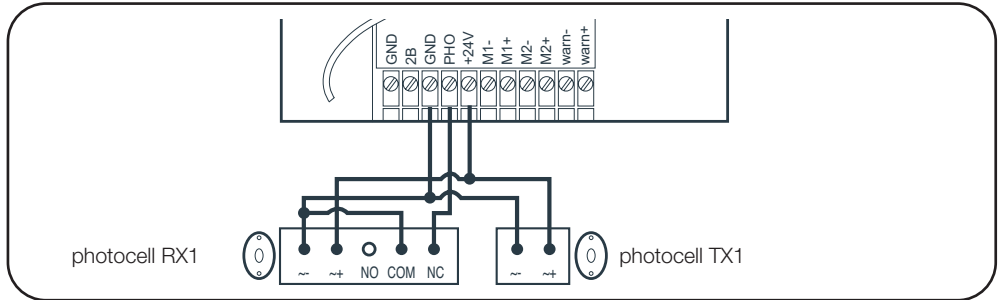 GND 2B GND PHO +24V M1- M1+ M2- M2+ warn- warn+
photocell RX1
~- ~+ NO COM NC
~- ~+
photocell TX1